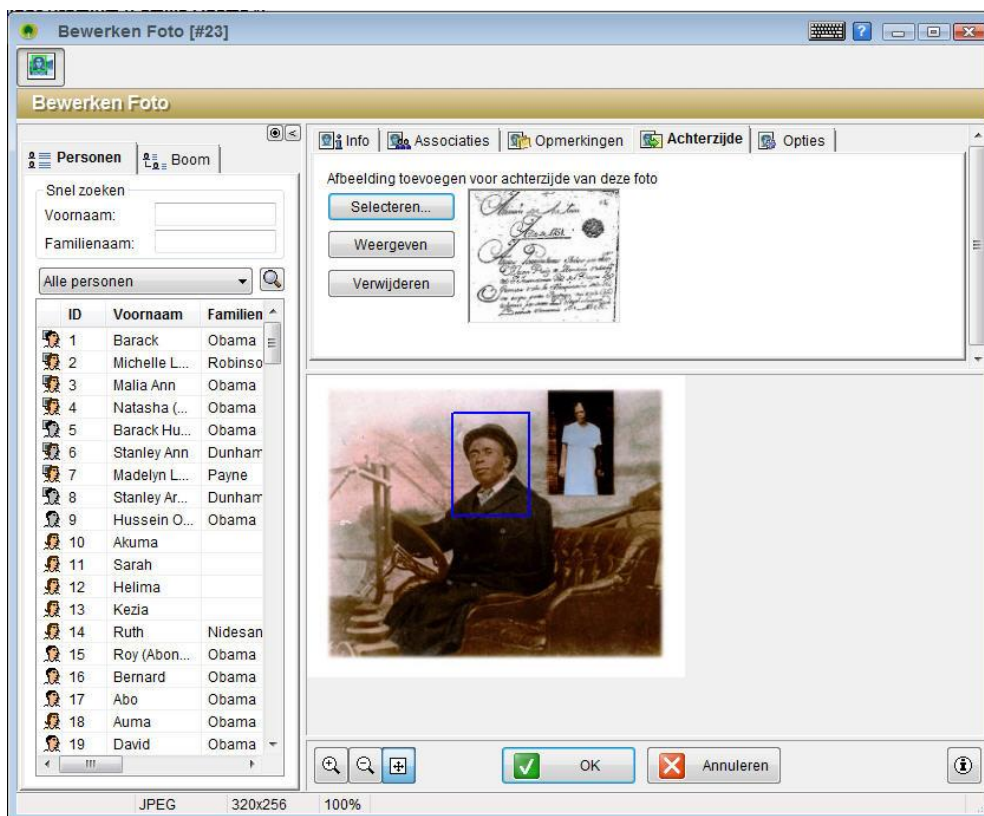 Bewerken Foto [#23]
?
Bewerken Foto
Personen
Boom
Snel zoeken
Voornaam:
Familienaam:
Alle personen
ID Voornaam Familien
1 Barack Obama
2 Michelle L... Robinso
3 Malia Ann Obama
4 Natasha (... Obama
5 Barack Hu... Obama
6 Stanley Ann Dunham
7 Madelyn L... Payne
8 Stanley Ar... Dunham
9 Hussein O... Obama
10 Akuma
11 Sarah
12 Helima
13 Kezia
14 Ruth Nidesan
15 Roy (Abon... Obama
16 Bernard Obama
17 Abo Obama
18 Auma Obama
19 David Obama
Info Associaties Opmerkingen Achterzijde Opties
Afbeelding toevoegen voor achterzijde van deze foto
Selecteren...
Weergeven
Verwijderen
OK
Annuleren
JPEG 320x256 100%